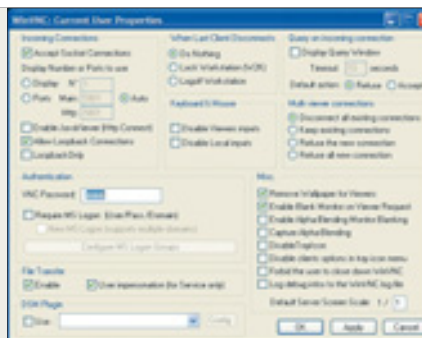 WinVNC: Current User Properties
Incoming Connections
Accept Socket Connections
Display Number or Ports to use:
Display N°
Ports Main: Auto
Http:
Enable JavaViewer (Http Connect)
Allow Loopback Connections
Loopback Only
When Last Client Disconnects
Do Nothing
Lock Workstation (W2K)
Logoff Workstation
Keyboard & Mouse
Disable Viewers inputs
Disable Local inputs
Query on incoming connection
Display Query Window
Timeout: seconds
Default action: Refuse Accept
Multi viewer connections
Disconnect all existing connections
Keep existing connections
Refuse the new connection
Refuse all new connection
Authentication
VNC Password:
Require MS Logon (User/Pass./Domain)
New MS Logon (supports multiple domains)
Configure MS Logon Groups
File Transfer
Enable User impersonation (for Service only)
DSM Plugin
Use : Config.
Misc.
Remove Wallpaper for Viewers
Enable Blank Monitor on Viewer Request
Enable Alpha-Blending Monitor Blanking
Capture Alpha-Blending
DisableTrayIcon
Disable clients options in tray icon menu
Forbid the user to close down WinVNC
Log debug infos to the WinVNC.log file
Default Server Screen Scale: 1 /
OK Apply Cancel